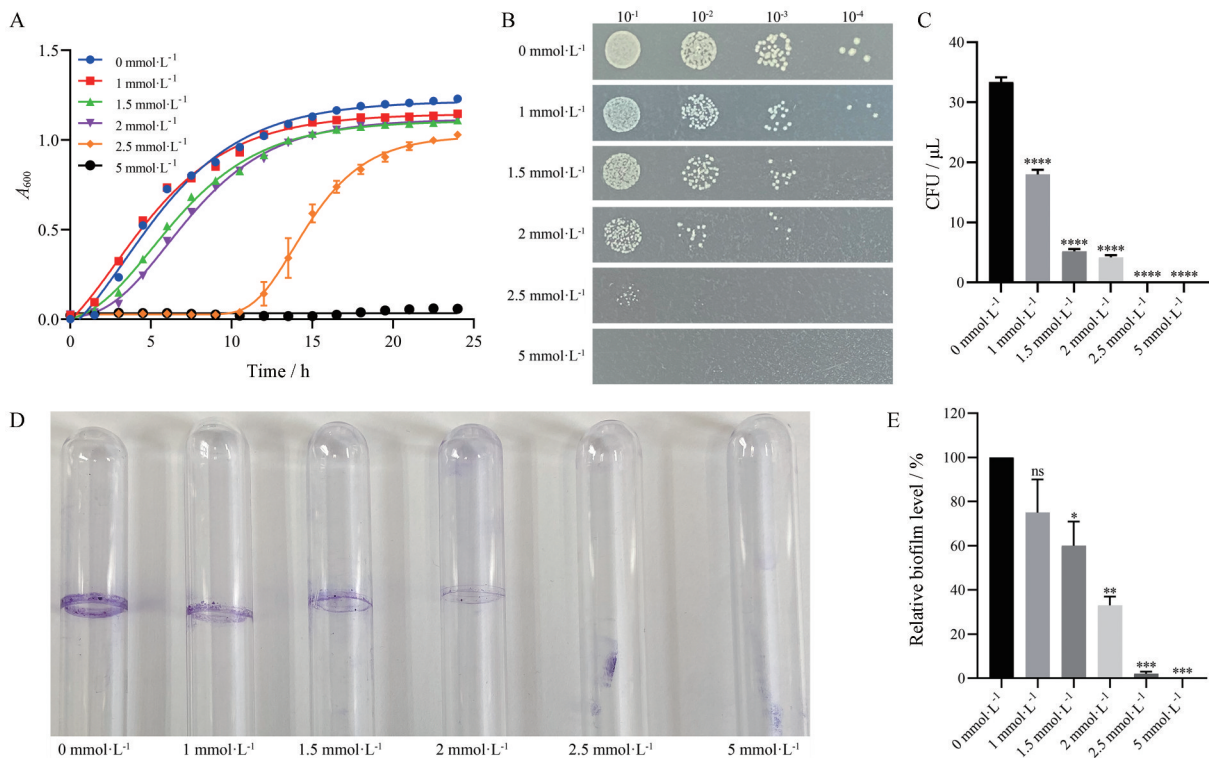 A
1.5
1.0
0.5
0.0
A600
0 mmol·L-1
1 mmol·L-1
1.5 mmol·L-1
2 mmol·L-1
2.5 mmol·L-1
5 mmol·L-1
0 5 10 15 20 25
Time / h
B
10-1 10-2 10-3 10-4
0 mmol·L-1
1 mmol·L-1
1.5 mmol·L-1
2 mmol·L-1
2.5 mmol·L-1
5 mmol·L-1
C
40
30
20
10
0
CFU / μL
****
****
****
****
****
0 mmol·L-1
1 mmol·L-1
1.5 mmol·L-1
2 mmol·L-1
2.5 mmol·L-1
5 mmol·L-1
D
0 mmol·L-1 1 mmol·L-1 1.5 mmol·L-1 2 mmol·L-1 2.5 mmol·L-1 5 mmol·L-1
E
120
100
80
60
40
20
0
Relative biofilm level / %
ns
*
**
***
***
0 mmol·L-1
1 mmol·L-1
1.5 mmol·L-1
2 mmol·L-1
2.5 mmol·L-1
5 mmol·L-1